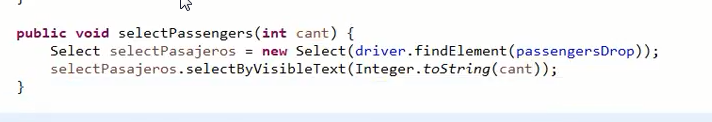 public void selectPassengers(int cant) {
Select selectPasajeros = new Select(driver.findElement(passengersDrop));
selectPasajeros.selectByVisibleText(Integer.toString(cant));
}